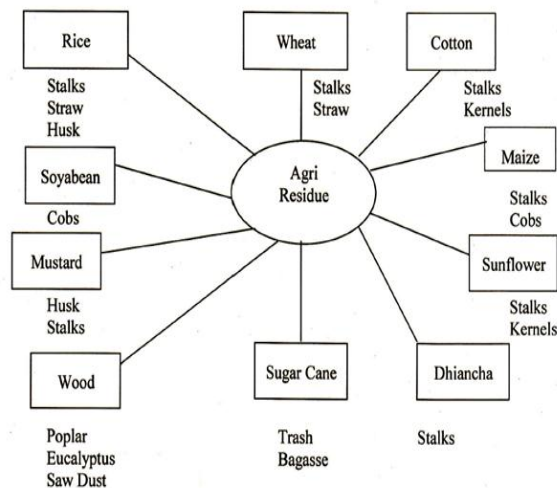 Rice
Stalks
Straw
Husk
Wheat
Stalks
Straw
Cotton
Stalks
Kernels
Agri
Residue
Maize
Stalks
Cobs
Soyabean
Cobs
Mustard
Husk
Stalks
Sunflower
Stalks
Kernels
Wood
Poplar
Eucalyptus
Saw Dust
Sugar Cane
Trash
Bagasse
Dhiancha
Stalks